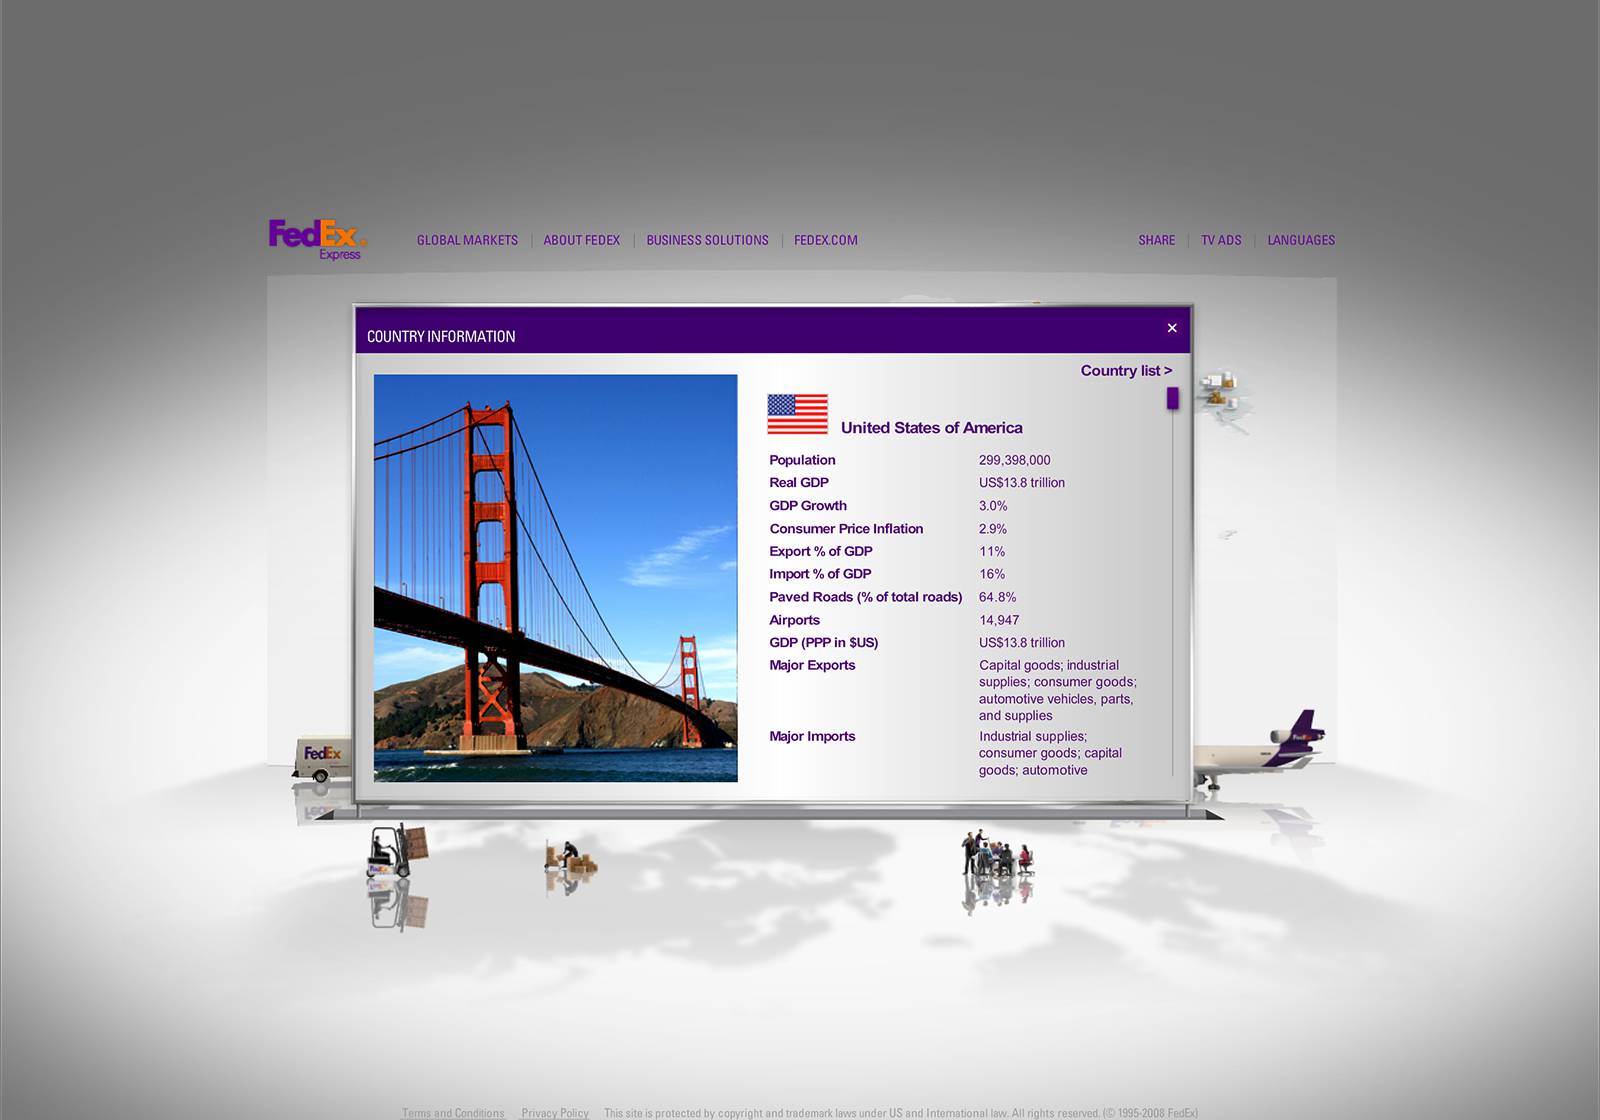 FedEx®
Express
GLOBAL MARKETS
ABOUT FEDEX
BUSINESS SOLUTIONS
FEDEX.COM
SHARE
TV ADS
LANGUAGES
COUNTRY INFORMATION
Country list >
United States of America
Population 299,398,000
Real GDP US$13.8 trillion
GDP Growth 3.0%
Consumer Price Inflation 2.9%
Export % of GDP 11%
Import % of GDP 16%
Paved Roads (% of total roads) 64.8%
Airports 14,947
GDP (PPP in $US) US$13.8 trillion
Major Exports Capital goods; industrial
supplies; consumer goods;
automotive vehicles, parts,
and supplies
Major Imports Industrial supplies;
consumer goods; capital
goods; automotive
FedEx
FedEx
FedEx
Terms and Conditions Privacy Policy This site is protected by copyright and trademark laws under US and International law. All rights reserved. (© 1995-2008 FedEx)